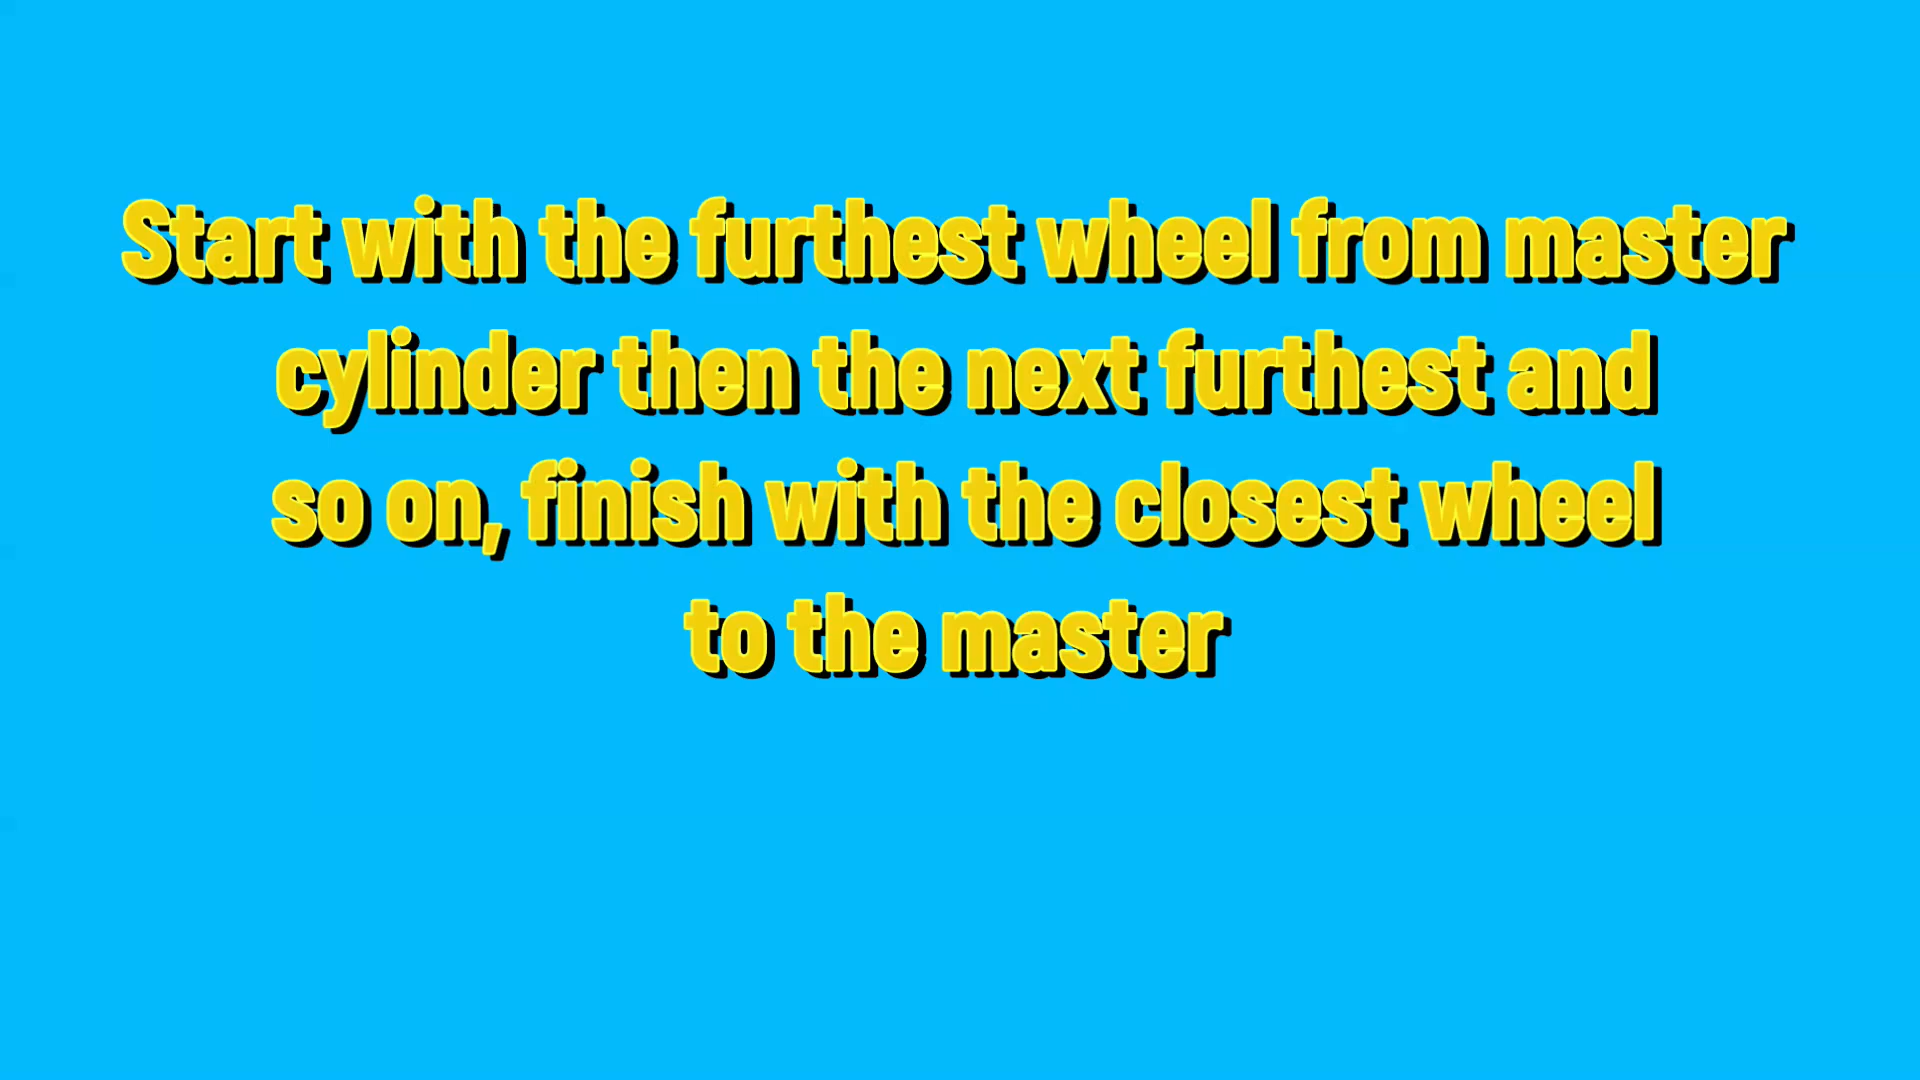 Start with the furthest wheel from master
cylinder then the next furthest and
so on, finish with the closest wheel
to the master